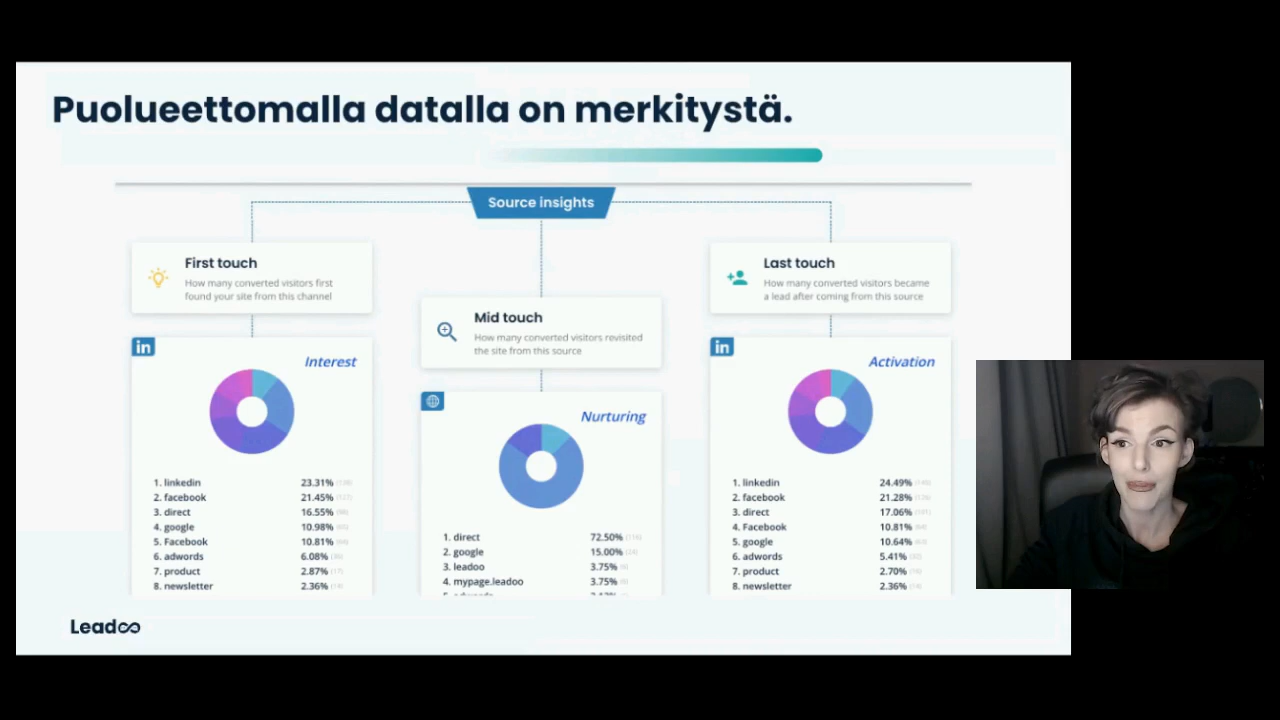 Puolueettomalla datalla on merkitystä.
Source insights
First touch
How many converted visitors first
found your site from this channel
Mid touch
How many converted visitors revisited
the site from this source
Last touch
How many converted visitors became
a lead after coming from this source
in
Interest
1. linkedin 23.31%
2. facebook 21.45%
3. direct 16.55%
4. google 10.98%
5. Facebook 10.81%
6. adwords 6.08%
7. product 2.87%
8. newsletter 2.36%
Nurturing
1. direct 72.50%
2. google 15.00%
3. leadoo 3.75%
4. mypage.leadoo 3.75%
in
Activation
1. linkedin 24.49%
2. facebook 21.28%
3. direct 17.06%
4. Facebook 10.81%
5. google 10.64%
6. adwords 5.41%
7. product 2.70%
8. newsletter 2.36%
Leadoo